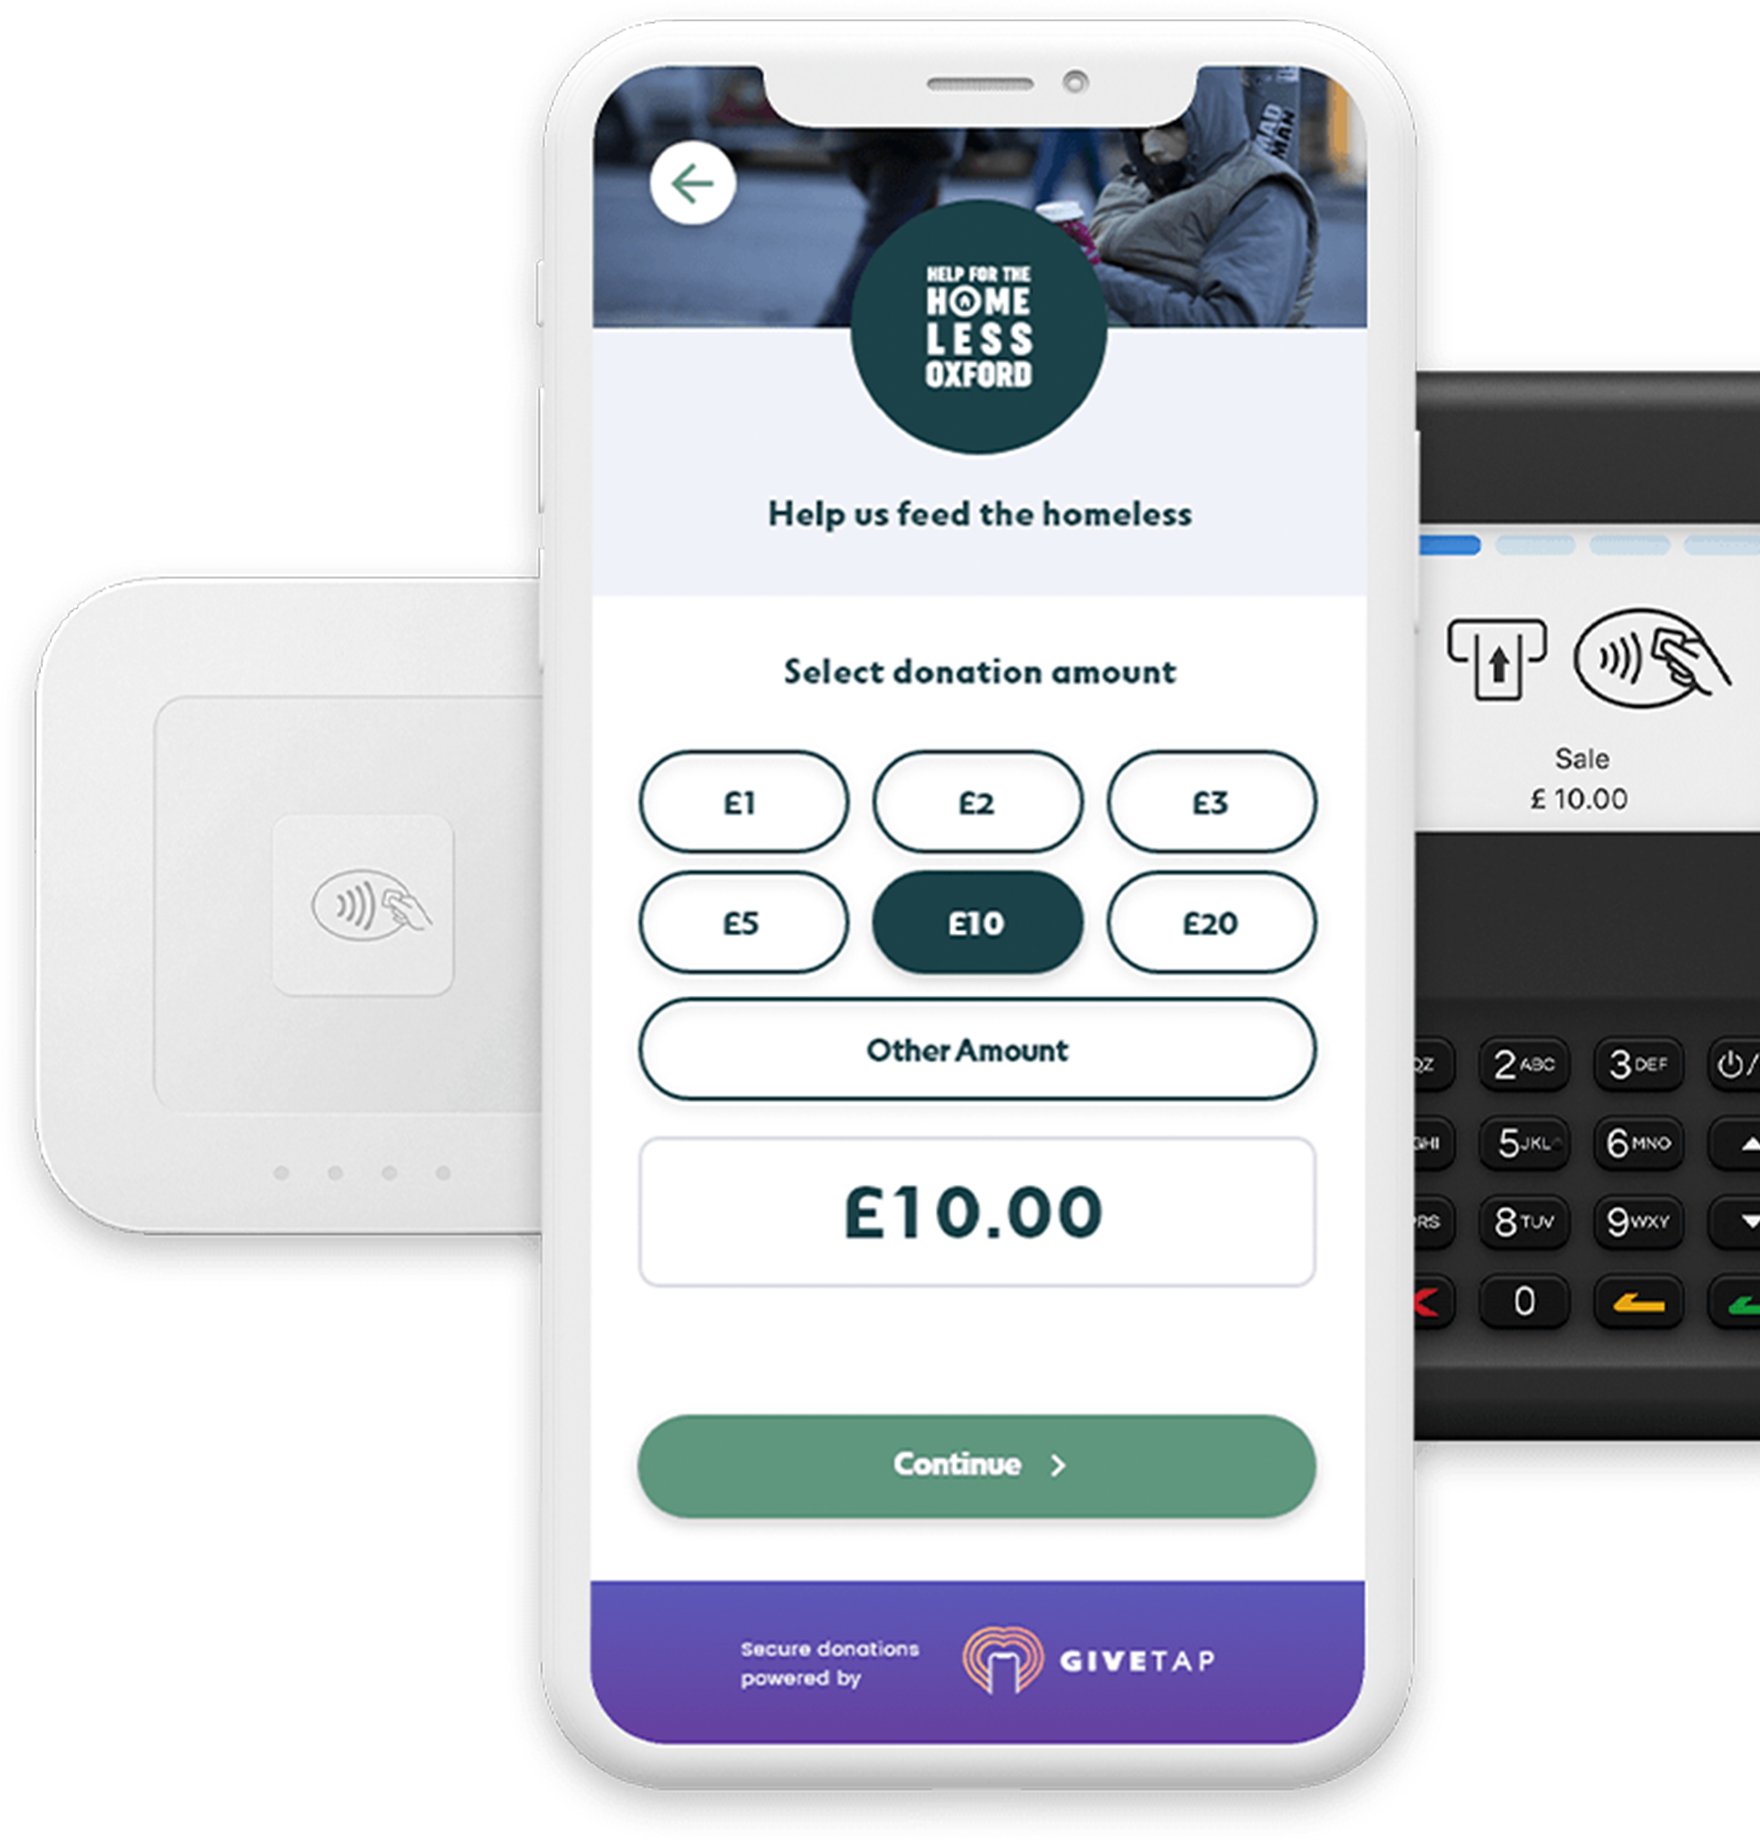 MAD
MAN
HELP FOR THE
HOME
LESS
OXFORD
Help us feed the homeless
Select donation amount
£1
£2
£3
£5
£10
£20
Other Amount
£10.00
Continue
Secure donations
powered by
GIVETAP
Sale
£ 10.00
QZ
2 ABC
3 DEF
GHI
5 JKL
6 MNO
PRS
8 TUV
9 WXY
0